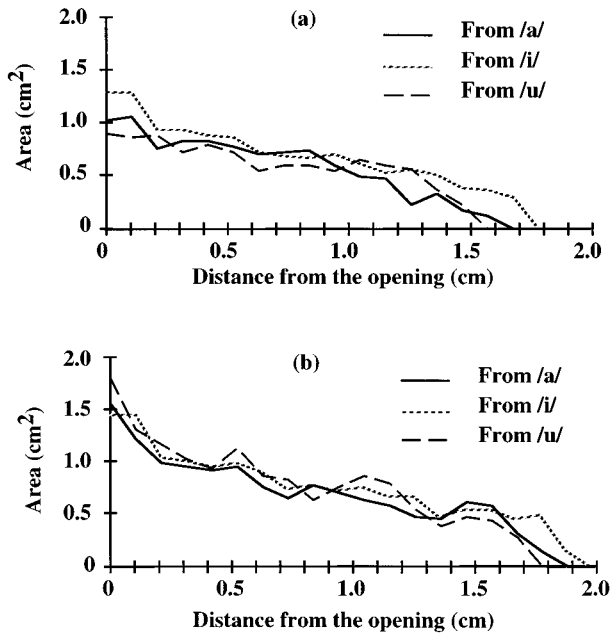 (a)
From /a/
From /i/
From /u/
2.0
1.5
1.0
0.5
0
Area (cm2)
0 0.5 1.0 1.5 2.0
Distance from the opening (cm)
(b)
From /a/
From /i/
From /u/
2.0
1.5
1.0
0.5
0
Area (cm2)
0 0.5 1.0 1.5 2.0
Distance from the opening (cm)